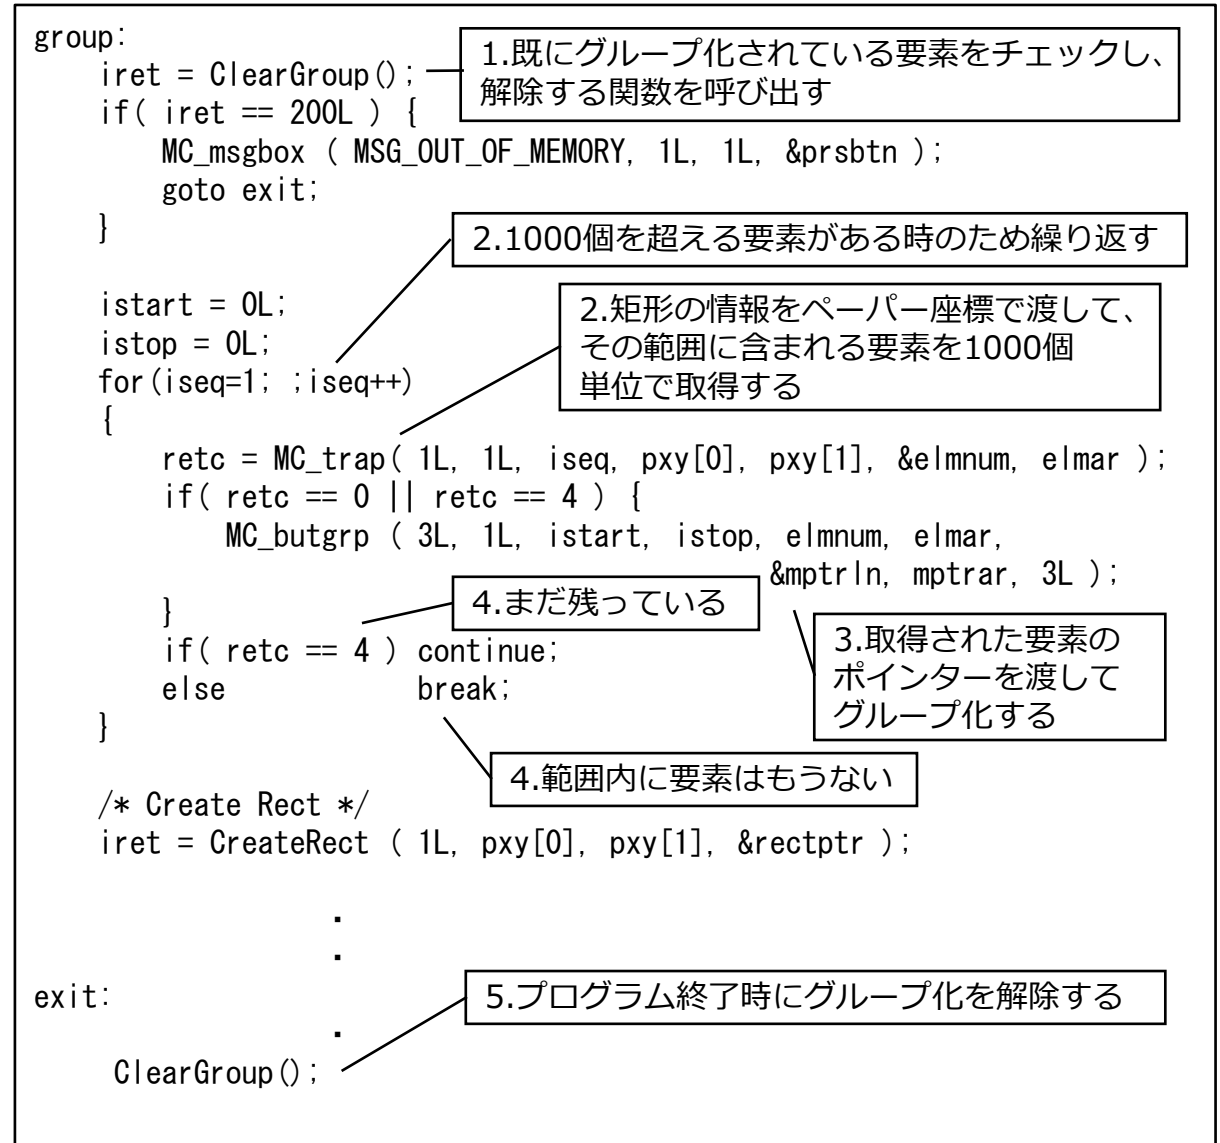 group:
iret = ClearGroup();
1.既にグループ化されている要素をチェックし、
解除する関数を呼び出す
if( iret == 200L ) {
MC_msgbox ( MSG_OUT_OF_MEMORY, 1L, 1L, &prsbtn );
goto exit;
}
2.1000個を超える要素がある時のため繰り返す
istart = 0L;
istop = 0L;
for(iseq=1; ;iseq++)
2.矩形の情報をペーパー座標で渡して、
その範囲に含まれる要素を1000個
単位で取得する
{
retc = MC_trap( 1L, 1L, iseq, pxy[0], pxy[1], &elmnum, elmar );
if( retc == 0 || retc == 4 ) {
MC_butgrp ( 3L, 1L, istart, istop, elmnum, elmar,
&mptrln, mptrar, 3L );
}
4.まだ残っている
if( retc == 4 ) continue;
else break;
3.取得された要素の
ポインターを渡して
グループ化する
}
4.範囲内に要素はもうない
/* Create Rect */
iret = CreateRect ( 1L, pxy[0], pxy[1], &rectptr );
.
.
exit:
5.プログラム終了時にグループ化を解除する
.
ClearGroup();